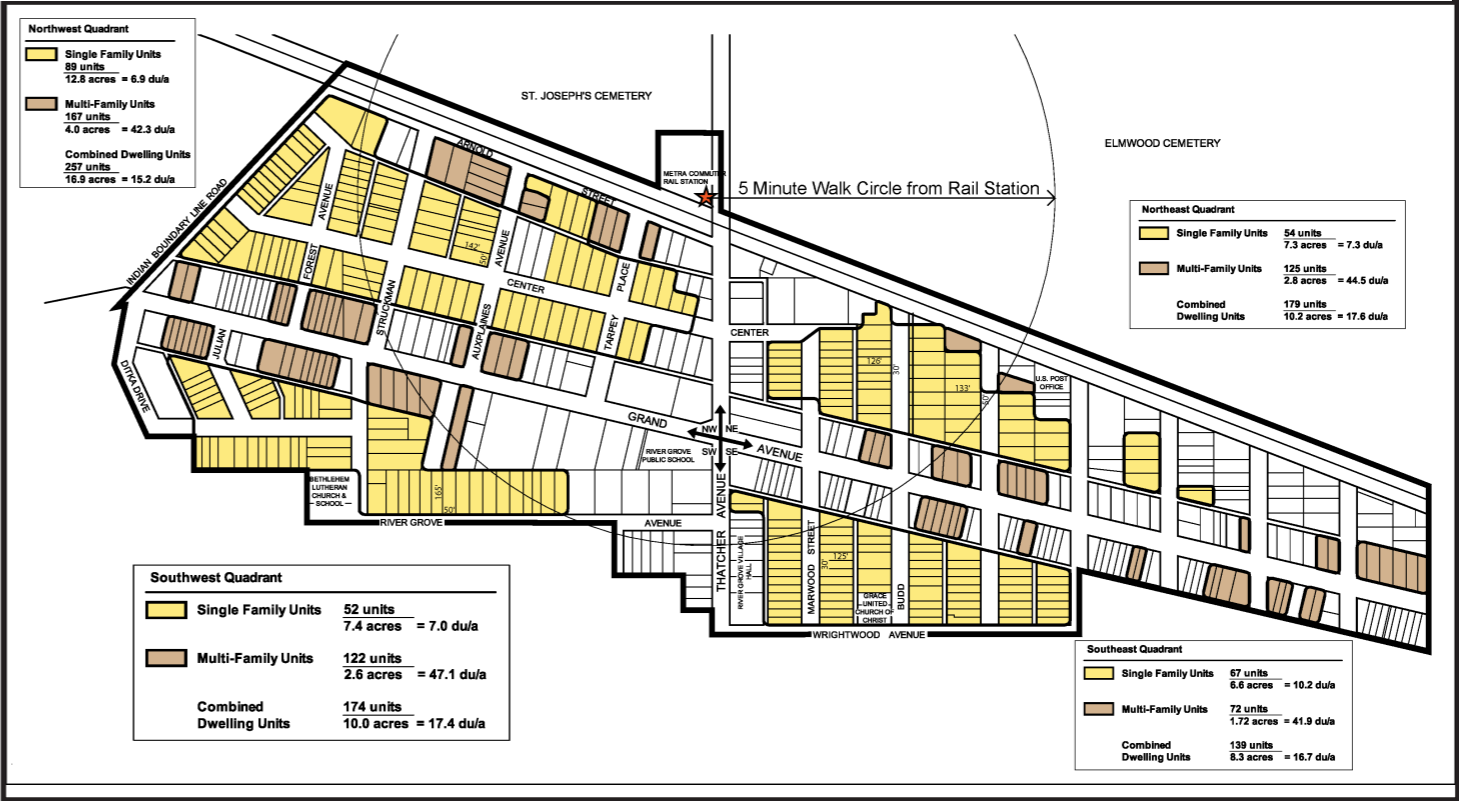 Northwest Quadrant
Single Family Units
89 units
12.8 acres = 6.9 du/a
Multi-Family Units
167 units
4.0 acres = 42.3 du/a
Combined Dwelling Units
257 units
16.9 acres = 15.2 du/a
ST. JOSEPH'S CEMETERY
ELMWOOD CEMETERY
METRA COMMUTER
RAIL STATION
5 Minute Walk Circle from Rail Station
Northeast Quadrant
Single Family Units 54 units
7.3 acres = 7.3 du/a
Multi-Family Units 125 units
2.8 acres = 44.5 du/a
Combined 179 units
Dwelling Units 10.2 acres = 17.6 du/a
INDIAN BOUNDARY LINE ROAD
ARNOLD
STREET
FOREST
AVENUE
142'
50'
AVENUE
CENTER
PLACE
STRUCKMAN
AUXPLAINES
TARPEY
JULIAN
DITKA DRIVE
CENTER
126'
30'
133'
50'
U.S. POST
OFFICE
GRAND
AVENUE
NW NE
SW SE
RIVER GROVE
PUBLIC SCHOOL
BETHLEHEM
LUTHERAN
CHURCH &
SCHOOL
165'
50'
RIVER GROVE
AVENUE
THATCHER AVENUE
RIVER GROVE VILLAGE
HALL
MARWOOD STREET
125'
30'
GRACE
UNITED
CHURCH OF
CHRIST
BUDD
WRIGHTWOOD AVENUE
Southwest Quadrant
Single Family Units 52 units
7.4 acres = 7.0 du/a
Multi-Family Units 122 units
2.6 acres = 47.1 du/a
Combined 174 units
Dwelling Units 10.0 acres = 17.4 du/a
Southeast Quadrant
Single Family Units 67 units
6.6 acres = 10.2 du/a
Multi-Family Units 72 units
1.72 acres = 41.9 du/a
Combined 139 units
Dwelling Units 8.3 acres = 16.7 du/a